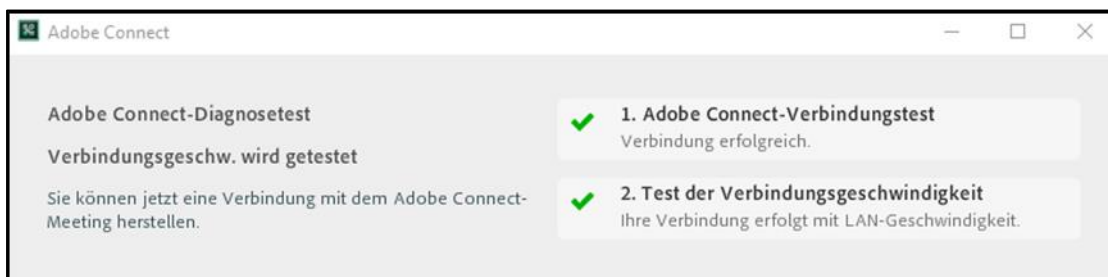 Adobe Connect
Adobe Connect-Diagnosetest
Verbindungsgeschw. wird getestet
Sie können jetzt eine Verbindung mit dem Adobe Connect-
Meeting herstellen.
1. Adobe Connect-Verbindungstest
Verbindung erfolgreich.
2. Test der Verbindungsgeschwindigkeit
Ihre Verbindung erfolgt mit LAN-Geschwindigkeit.